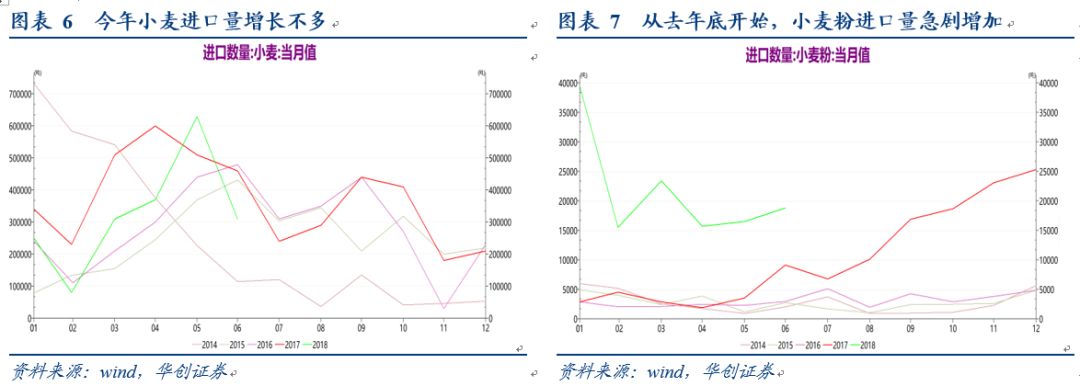 图表 6 今年小麦进口量增长不多
进口数量:小麦:当月值
(吨) (吨)
700000 700000
600000 600000
500000 500000
400000 400000
300000 300000
200000 200000
100000 100000
0 0
01 02 03 04 05 06 07 08 09 10 11 12
2014 2015 2016 2017 2018
资料来源：wind，华创证券
图表 7 从去年底开始，小麦粉进口量急剧增加
进口数量:小麦粉:当月值
(吨) (吨)
40000 40000
35000 35000
30000 30000
25000 25000
20000 20000
15000 15000
10000 10000
5000 5000
0 0
01 02 03 04 05 06 07 08 09 10 11 12
2014 2015 2016 2017 2018
资料来源：wind，华创证券